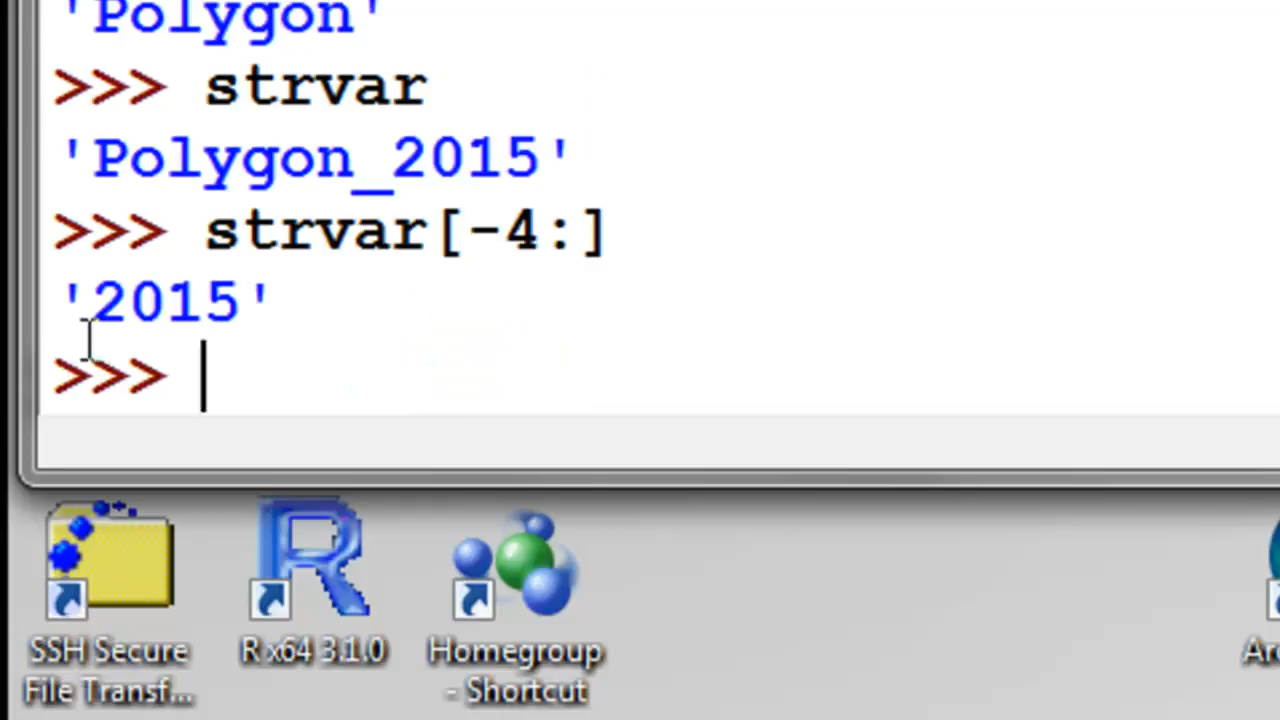 'Polygon'
>>> strvar
'Polygon_2015'
>>> strvar[-4:]
'2015'
>>>
SSH Secure
File Transf...
R x64 3.1.0
Homegroup
- Shortcut